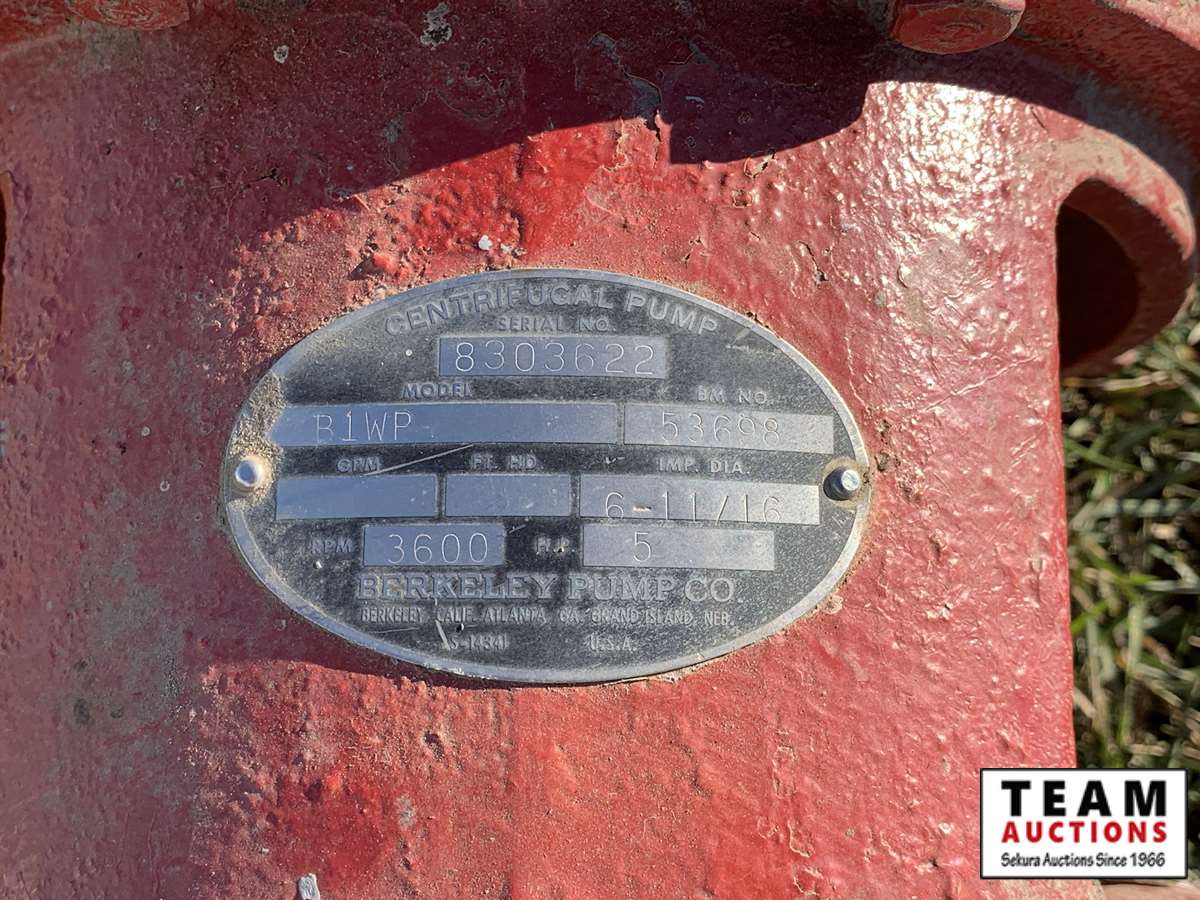 CENTRIFUGAL PUMP
SERIAL NO.
8303622
MODEL BM NO.
B1WP 53698
GPM FT. HD. IMP. DIA.
6-11/16
RPM 3600 H.P. 5
BERKELEY PUMP CO.
BERKELEY, CALIF. ATLANTA, GA. GRAND ISLAND, NEB.
S-14341 U.S.A.
TEAM
AUCTIONS
Sekura Auctions Since 1966